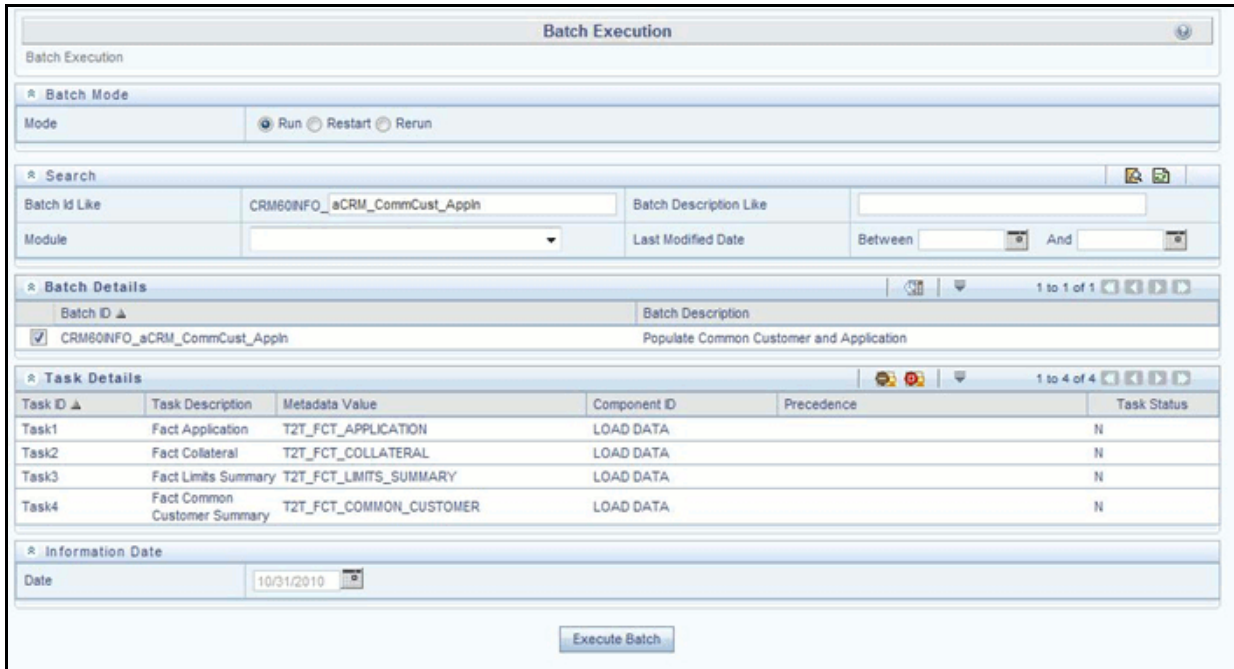 Batch Execution
Batch Execution
Batch Mode
Mode Run Restart Rerun
Search
Batch Id Like CRM60INFO_ aCRM_CommCust_Appln Batch Description Like
Module Last Modified Date Between And
Batch Details 1 to 1 of 1
Batch ID Batch Description
CRM60INFO_aCRM_CommCust_Appln Populate Common Customer and Application
Task Details 1 to 4 of 4
Task ID Task Description Metadata Value Component ID Precedence Task Status
Task1 Fact Application T2T_FCT_APPLICATION LOAD DATA N
Task2 Fact Collateral T2T_FCT_COLLATERAL LOAD DATA N
Task3 Fact Limits Summary T2T_FCT_LIMITS_SUMMARY LOAD DATA N
Task4 Fact Common Customer Summary T2T_FCT_COMMON_CUSTOMER LOAD DATA N
Information Date
Date 10/31/2010
Execute Batch